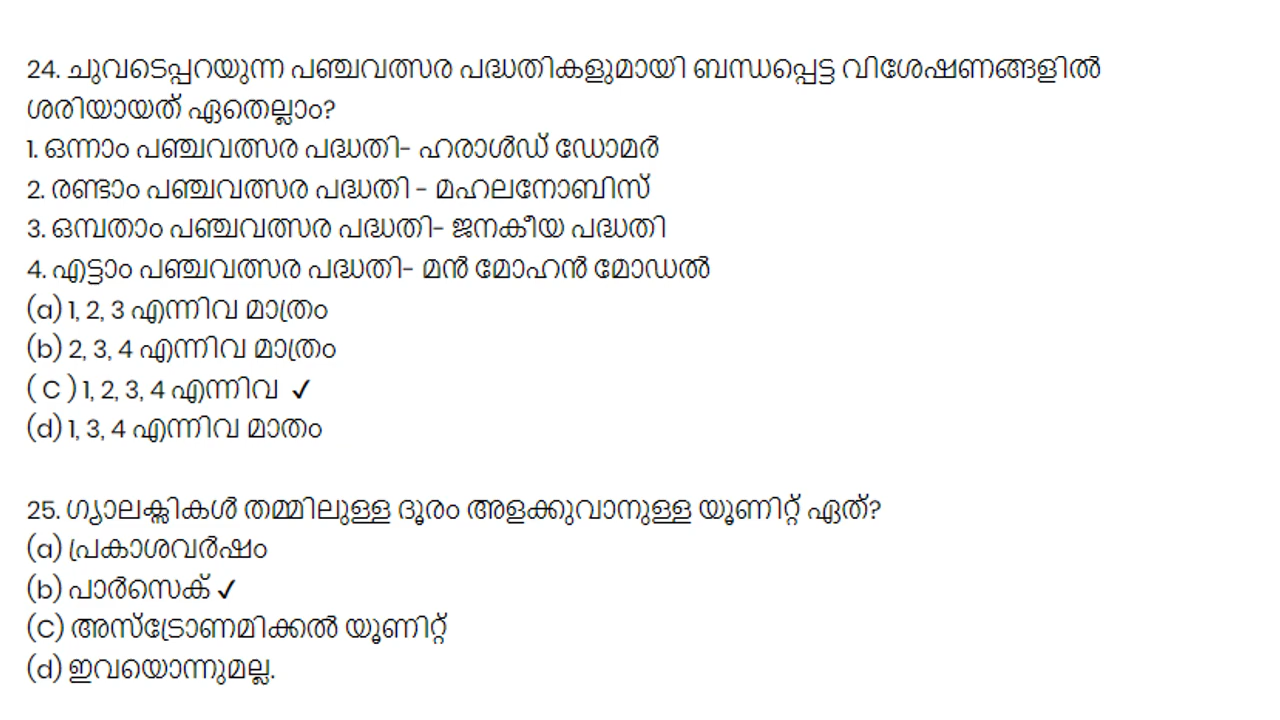 24. ചുവടെപ്പറയുന്ന പഞ്ചവത്സര പദ്ധതികളുമായി ബന്ധപ്പെട്ട വിശേഷണങ്ങളിൽ
ശരിയായത് ഏതെല്ലാം?
1. ഒന്നാം പഞ്ചവത്സര പദ്ധതി- ഹരാൾഡ് ഡോമർ
2. രണ്ടാം പഞ്ചവത്സര പദ്ധതി - മഹലനോബിസ്
3. ഒമ്പതാം പഞ്ചവത്സര പദ്ധതി- ജനകീയ പദ്ധതി
4. എട്ടാം പഞ്ചവത്സര പദ്ധതി- മൻ മോഹൻ മോഡൽ
(a) 1, 2, 3 എന്നിവ മാത്രം
(b) 2, 3, 4 എന്നിവ മാത്രം
( C ) 1, 2, 3, 4 എന്നിവ ✓
(d) 1, 3, 4 എന്നിവ മാതം
25. ഗ്യാലക്സികൾ തമ്മിലുള്ള ദൂരം അളക്കുവാനുള്ള യൂണിറ്റ് ഏത്?
(a) പ്രകാശവർഷം
(b) പാർസെക് ✓
(C) അസ്ട്രോണമിക്കൽ യൂണിറ്റ്
(d) ഇവയൊന്നുമല്ല.